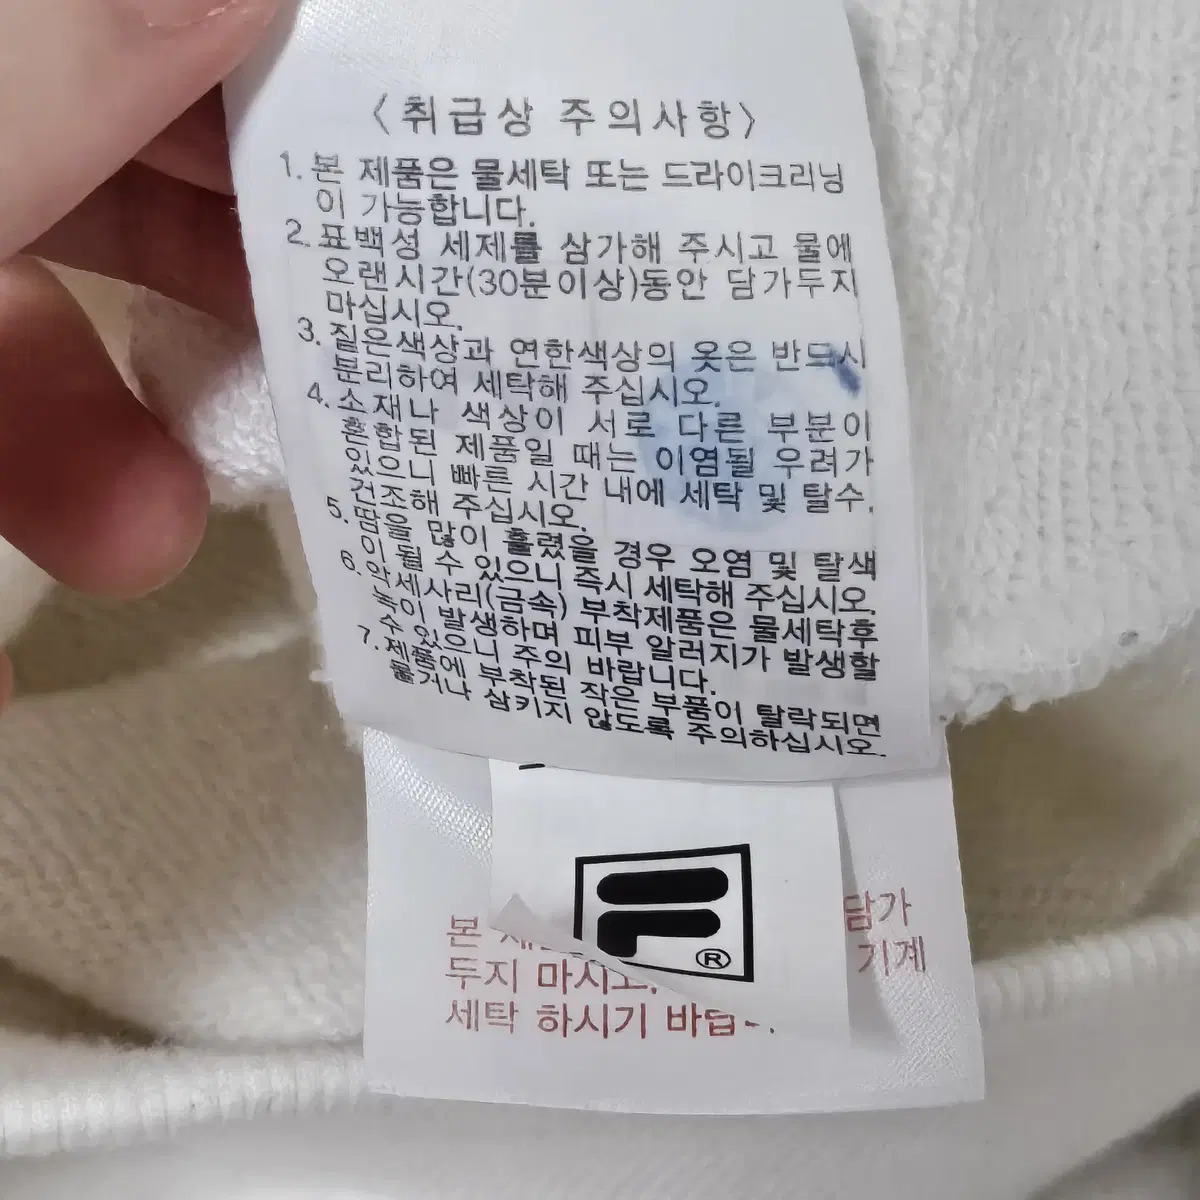 〈취급상 주의사항〉
1. 본 제품은 물세탁 또는 드라이크리닝
이 가능합니다.
2. 표백성 세제를 삼가해 주시고 물에
오랜시간(30분이상)동안 담가두지
마십시오.
3. 짙은색상과 연한색상의 옷은 반드시
분리하여 세탁해 주십시오.
4. 소재나 색상이 서로 다른 부분이
혼합된 제품일 때는 이염될 우려가
있으니 빠른 시간 내에 세탁 및 탈수.
건조해 주십시오.
5. 땀을 많이 흘렸을 경우 오염 및 탈색
이될 수 있으니 즉시 세탁해 주십시오.
6. 악세사리(금속) 부착제품은 물세탁후
녹이 발생하며 피부 알러지가 발생할
수 있으니 주의 바랍니다.
7. 제품에 부착된 작은 부품이 탈락되면
물거나 삼키지 않도록 주의하십시오.
F®
본 담가
두지 마시오. 기계
세탁 하시기